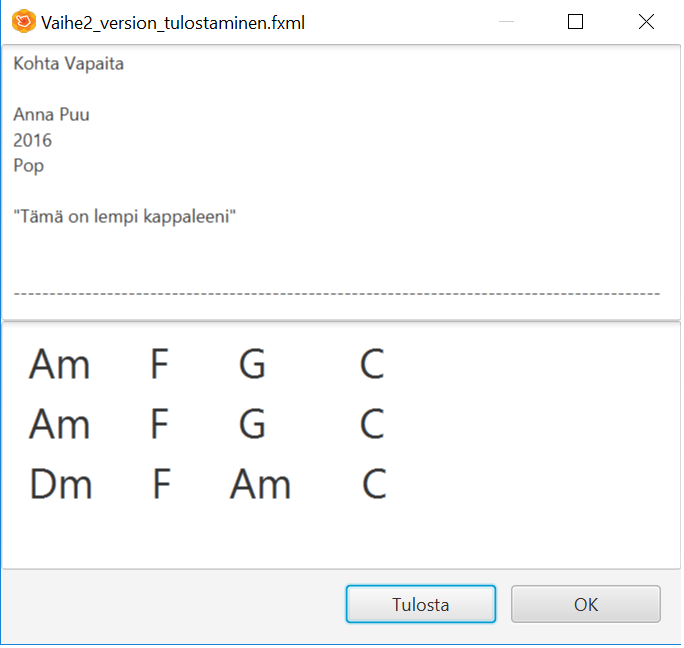 Vaihe2_version_tulostaminen.fxml
Kohta Vapaita
Anna Puu
2016
Pop
"Tämä on lempi kappaleeni"
--------------------------------------------------------------------------------------------
Am F G C
Am F G C
Dm F Am C
Tulosta OK